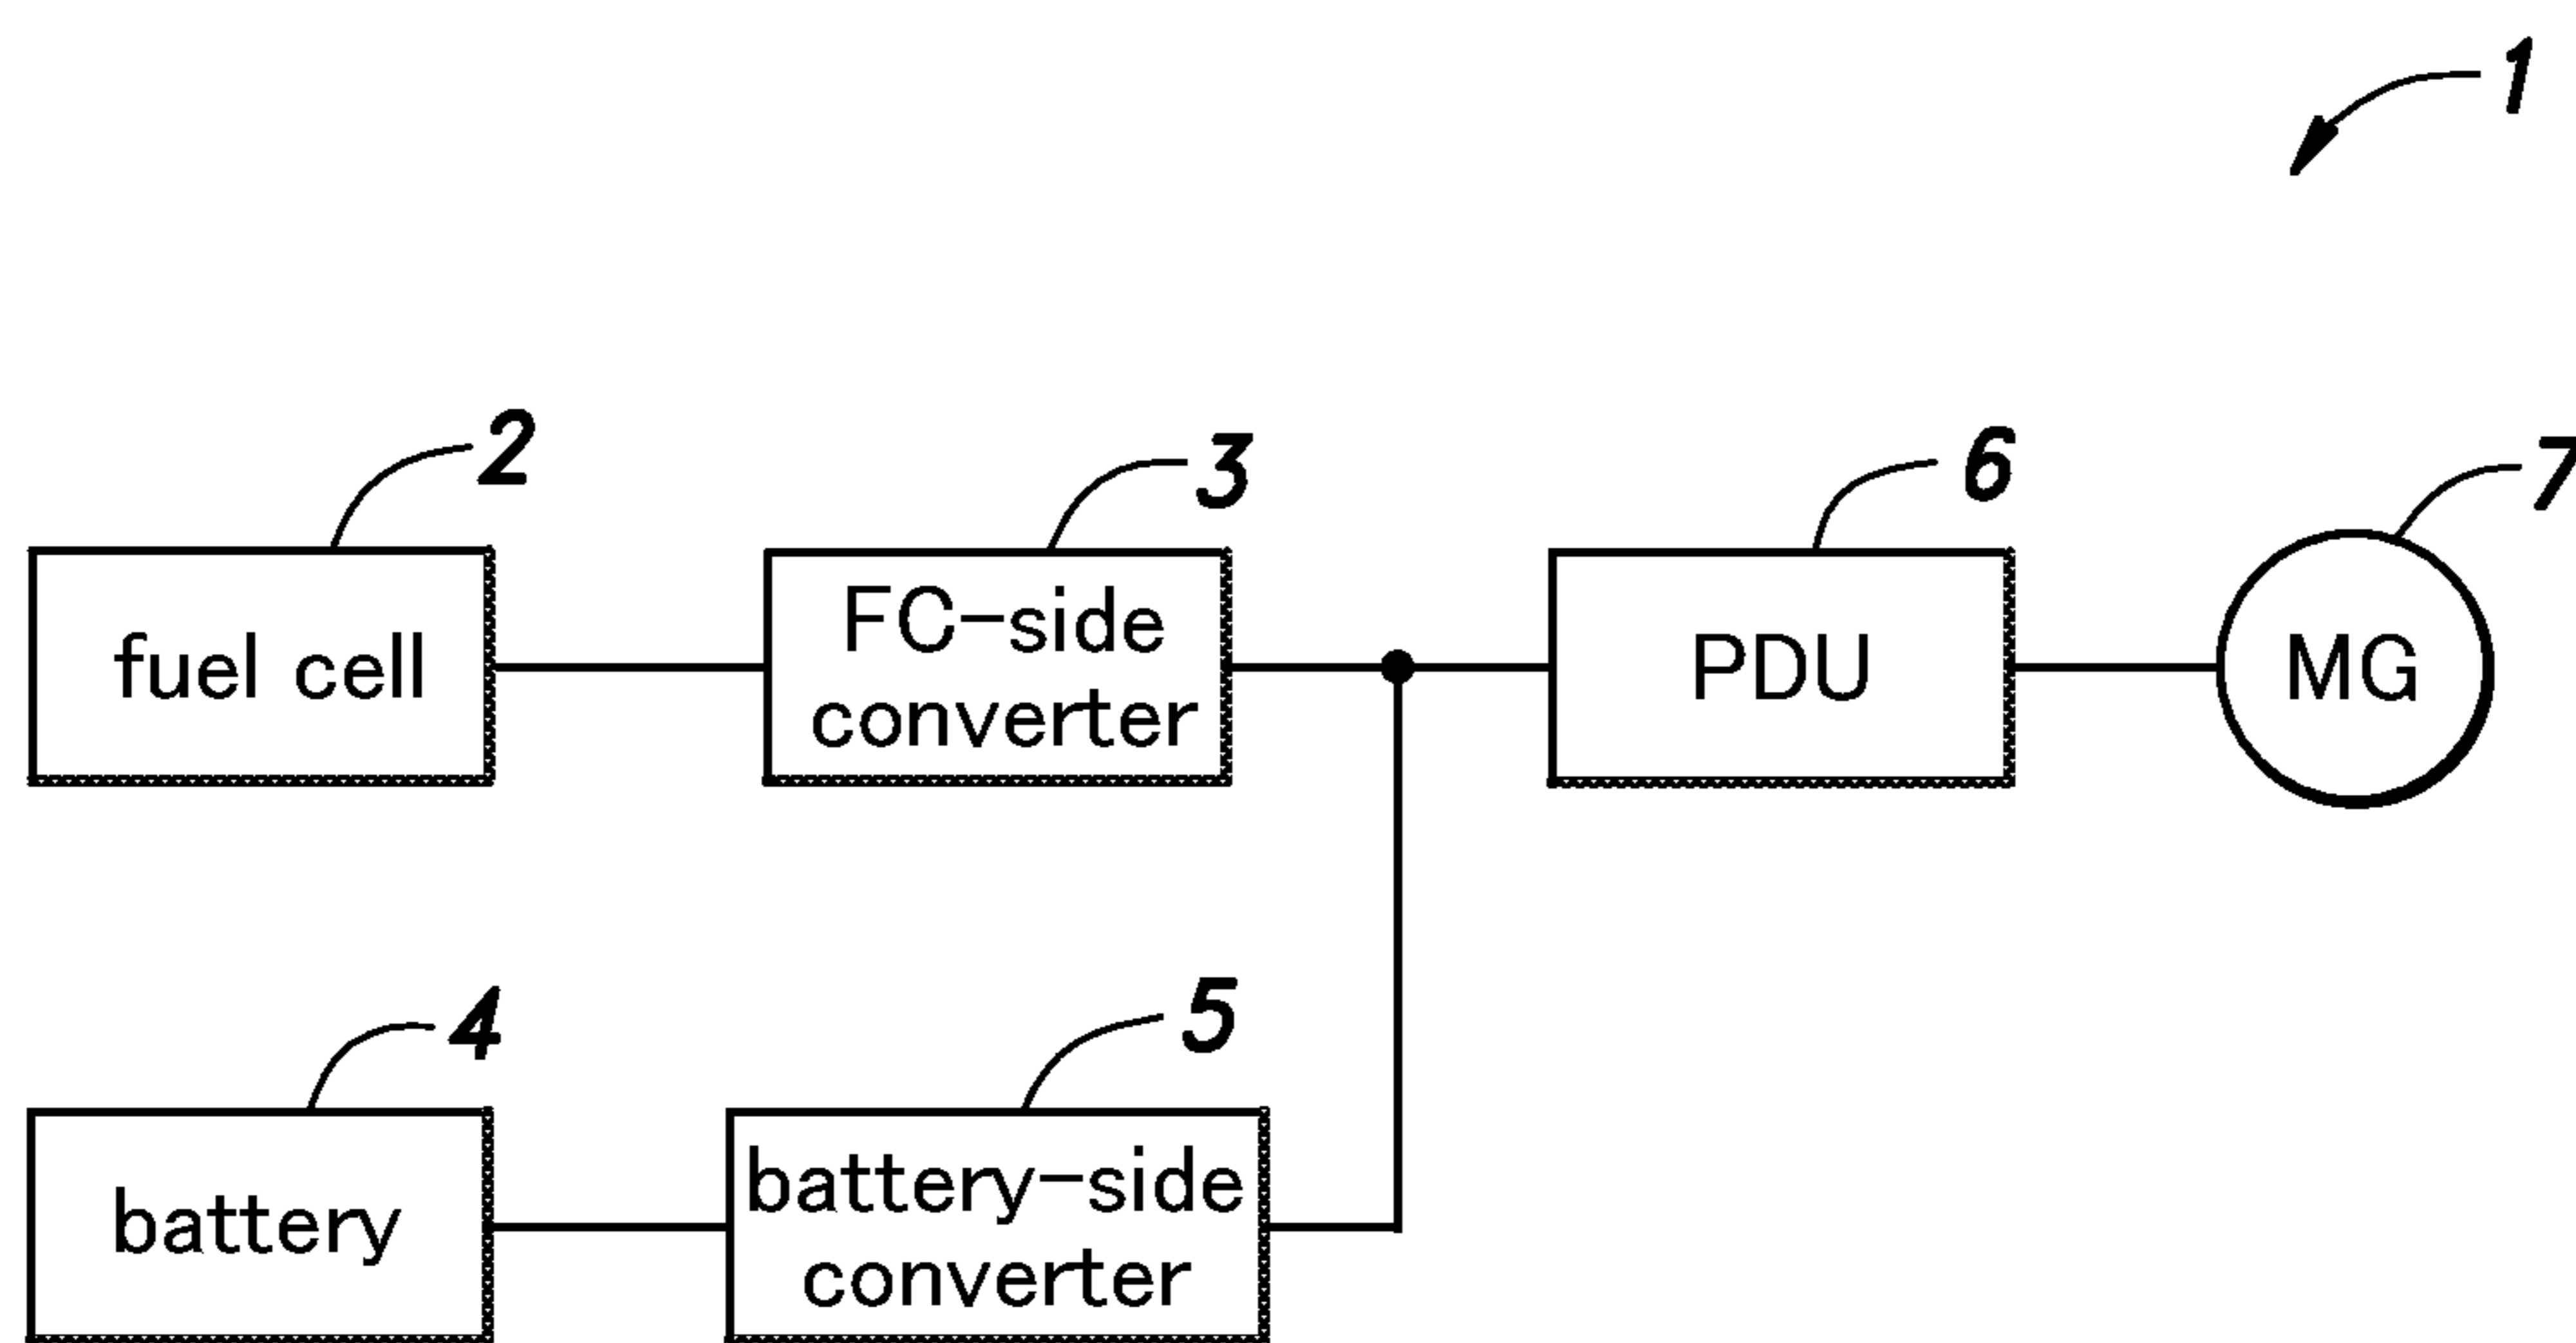 1
2
3
6
7
fuel cell
FC-side
converter
PDU
MG
4
5
battery
battery-side
converter